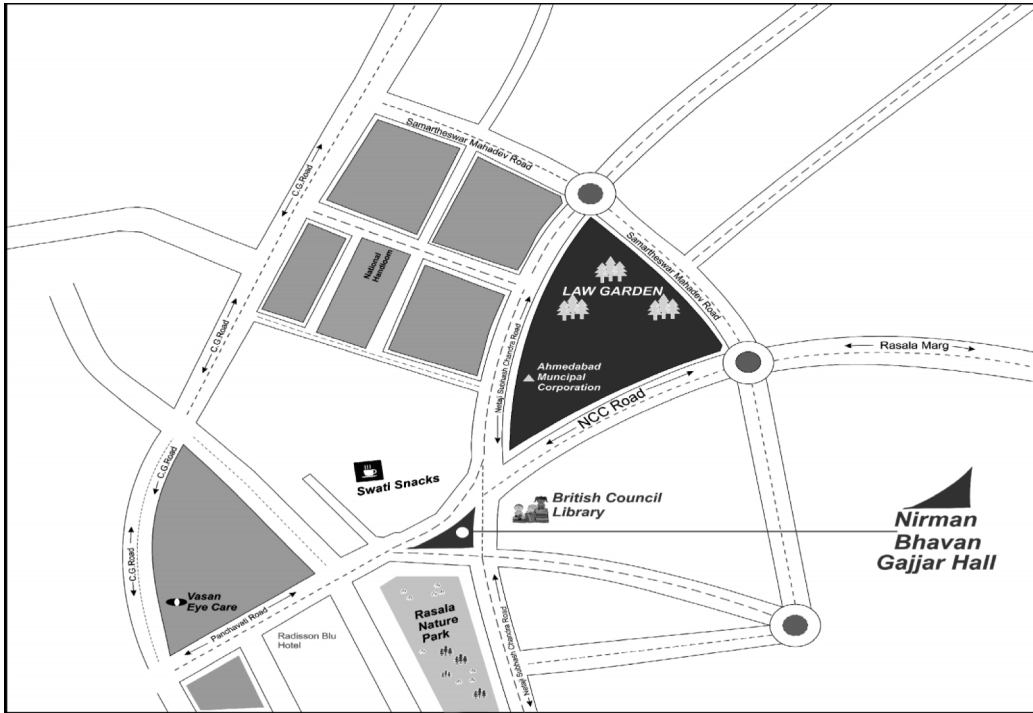 C.G.Road
Samartheswar Mahadev Road
National
Handloom
C.G.Road
C.G.Road
Netaji Subhash Chandra Road
LAW GARDEN
Ahmedabad
Muncipal
Corporation
Samartheswar Mahadev Road
Rasala Marg
NCC Road
C.G.Road
Swati Snacks
British Council
Library
Nirman
Bhavan
Gajjar Hall
C.G.Road
Vasan
Eye Care
Panchavati Road
Radisson Blu
Hotel
Rasala
Nature
Park
Netaji Subhash Chandra Road